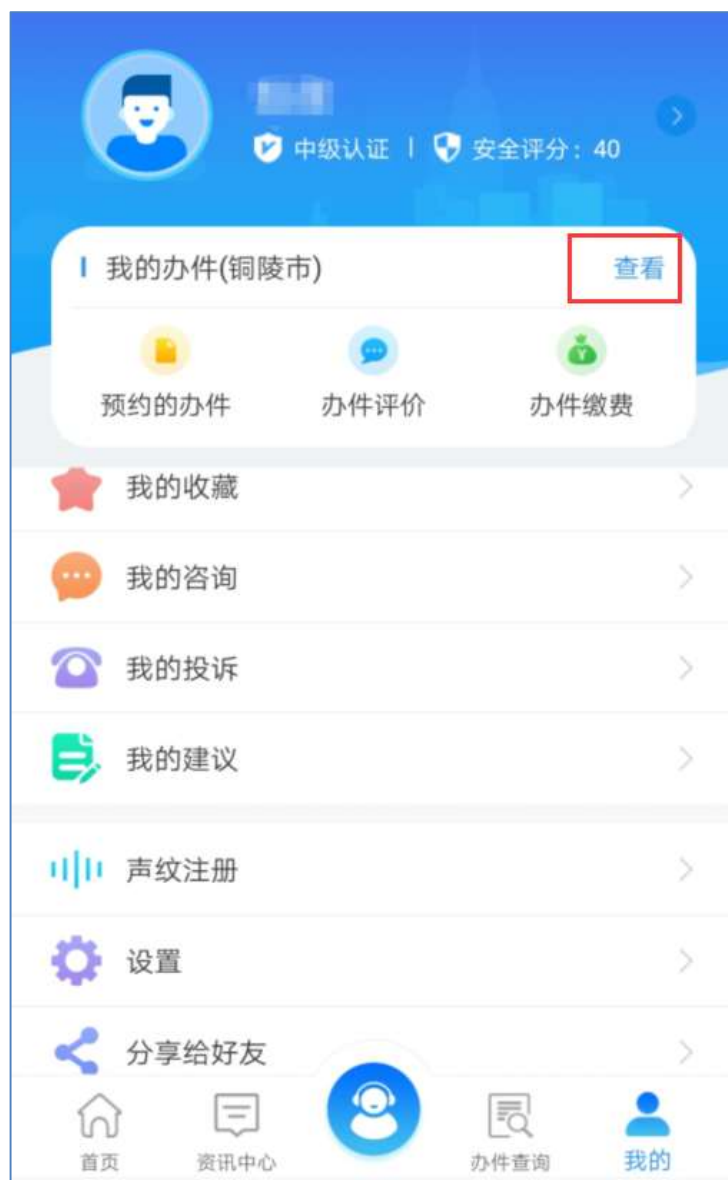 中级认证 | 安全评分: 40
我的办件(铜陵市) 查看
预约的办件 办件评价 办件缴费
我的收藏
我的咨询
我的投诉
我的建议
声纹注册
设置
分享给好友
首页 资讯中心 办件查询 我的